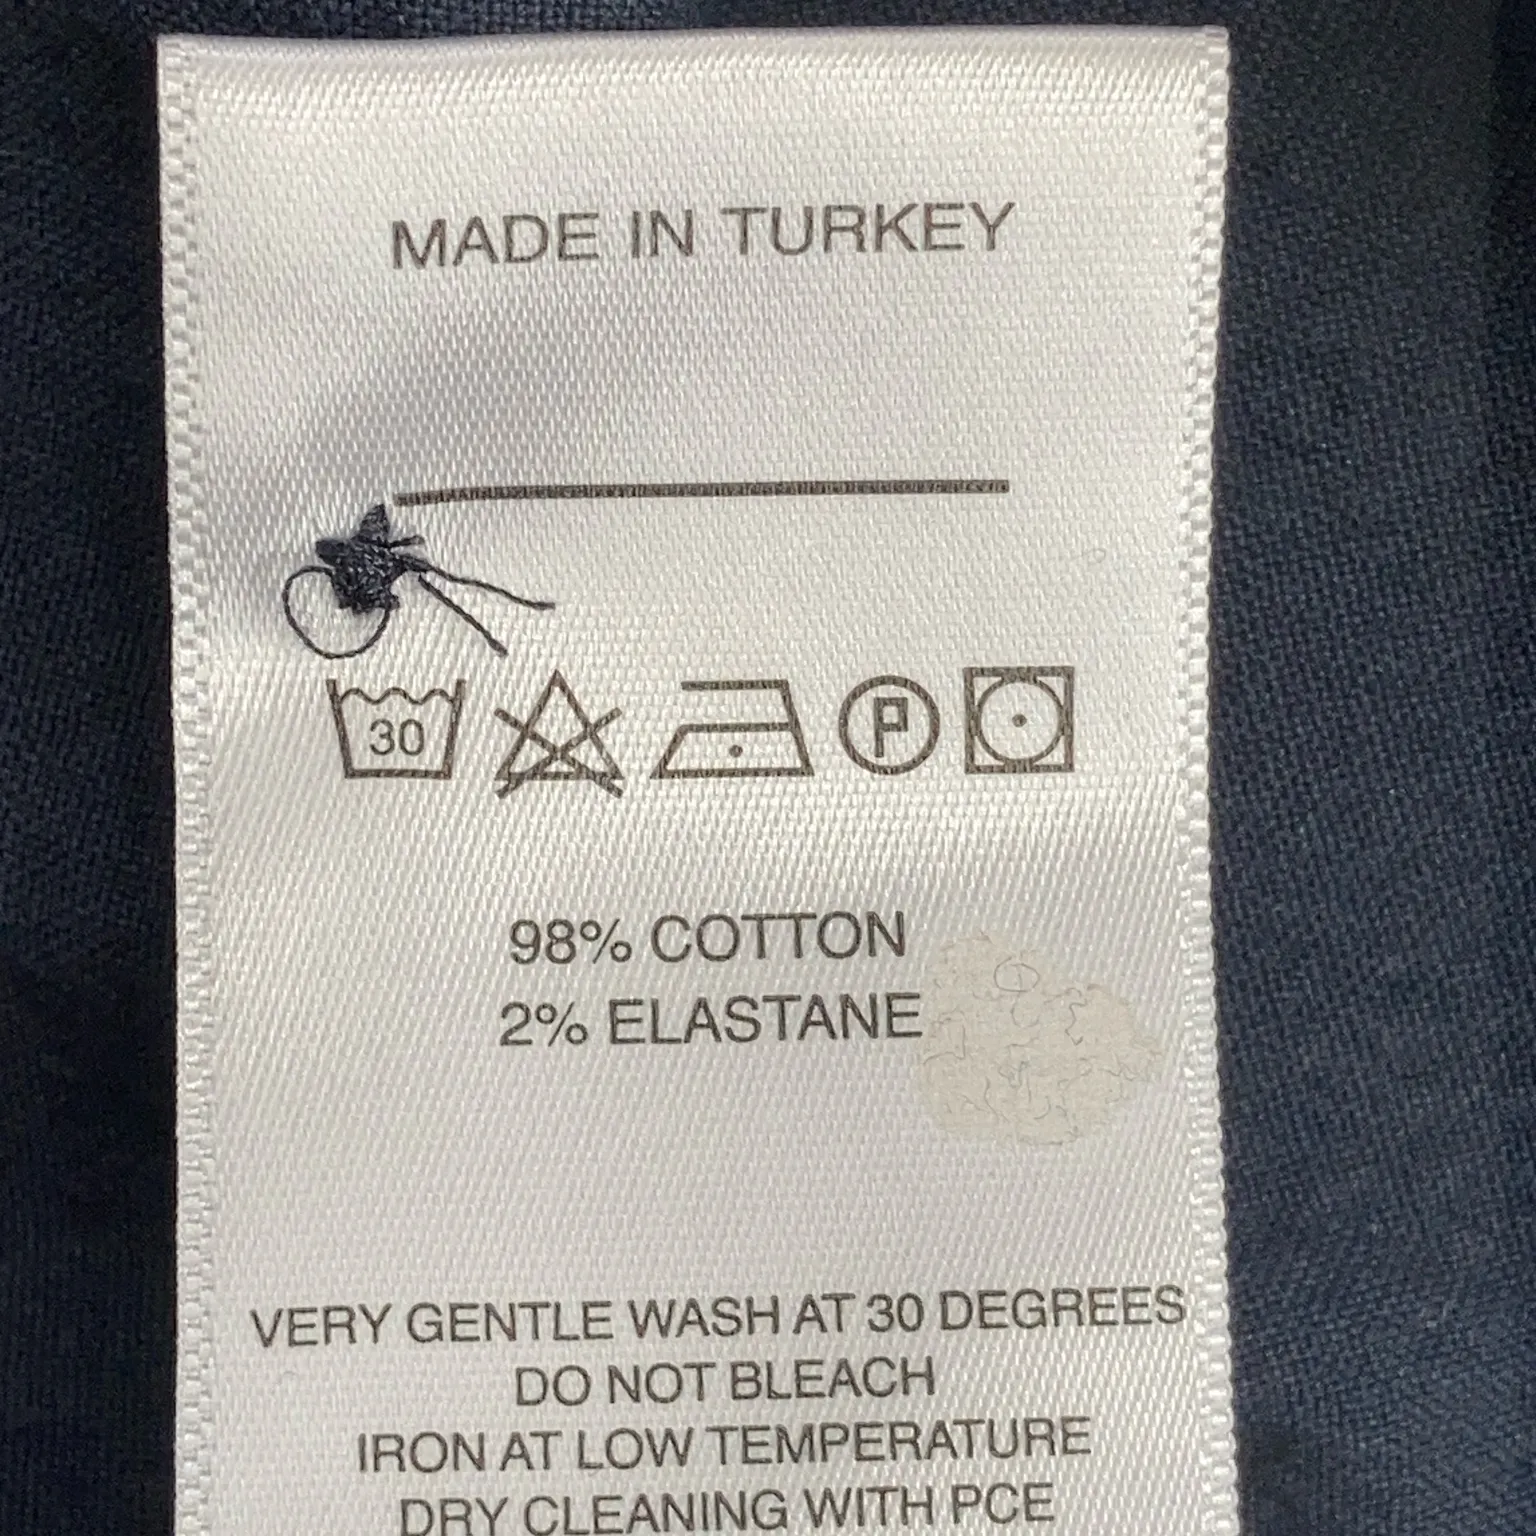 MADE IN TURKEY
30
P
98% COTTON
2% ELASTANE
VERY GENTLE WASH AT 30 DEGREES
DO NOT BLEACH
IRON AT LOW TEMPERATURE
DRY CLEANING WITH PCE